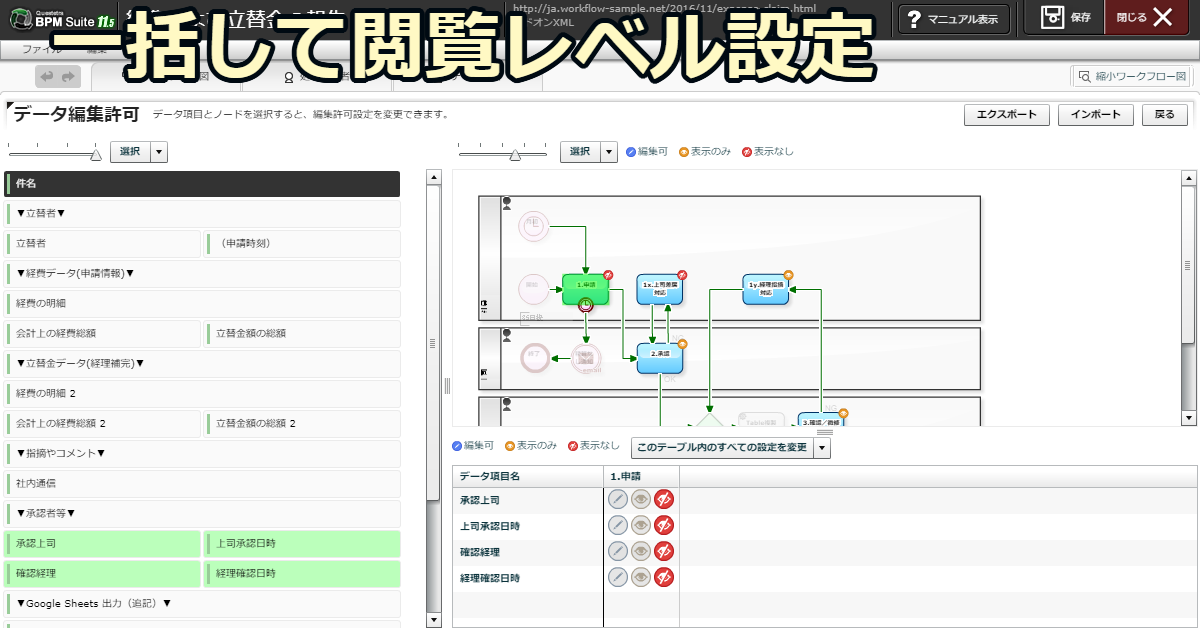 Questetra
BPM Suite 11.5
http://ja.workflow-sample.net/2016/11/expense-claim.html
ドオンXML
マニュアル表示
保存
閉じる
一括して閲覧レベル設定
ファイル
縮小ワークフロー図
データ編集許可
データ項目とノードを選択すると、編集許可設定を変更できます。
エクスポート
インポート
戻る
選択
選択
編集可
表示のみ
表示なし
件名
▼立替者▼
立替者
（申請時刻）
▼経費データ(申請情報)▼
経費の明細
会計上の経費総額
立替金額の総額
▼立替金データ(経理補完)▼
経費の明細 2
会計上の経費総額 2
立替金額の総額 2
▼指摘やコメント▼
社内通信
▼承認者等▼
承認上司
上司承認日時
確認経理
経理確認日時
▼Google Sheets 出力（追記）▼
1.申請
1x.上司差戻
対応
1y.経理指摘
対応
2.承認
NO
OK
終了
email
NO
3.確認／補修
編集可
表示のみ
表示なし
このテーブル内のすべての設定を変更
データ項目名
1.申請
承認上司
上司承認日時
確認経理
経理確認日時